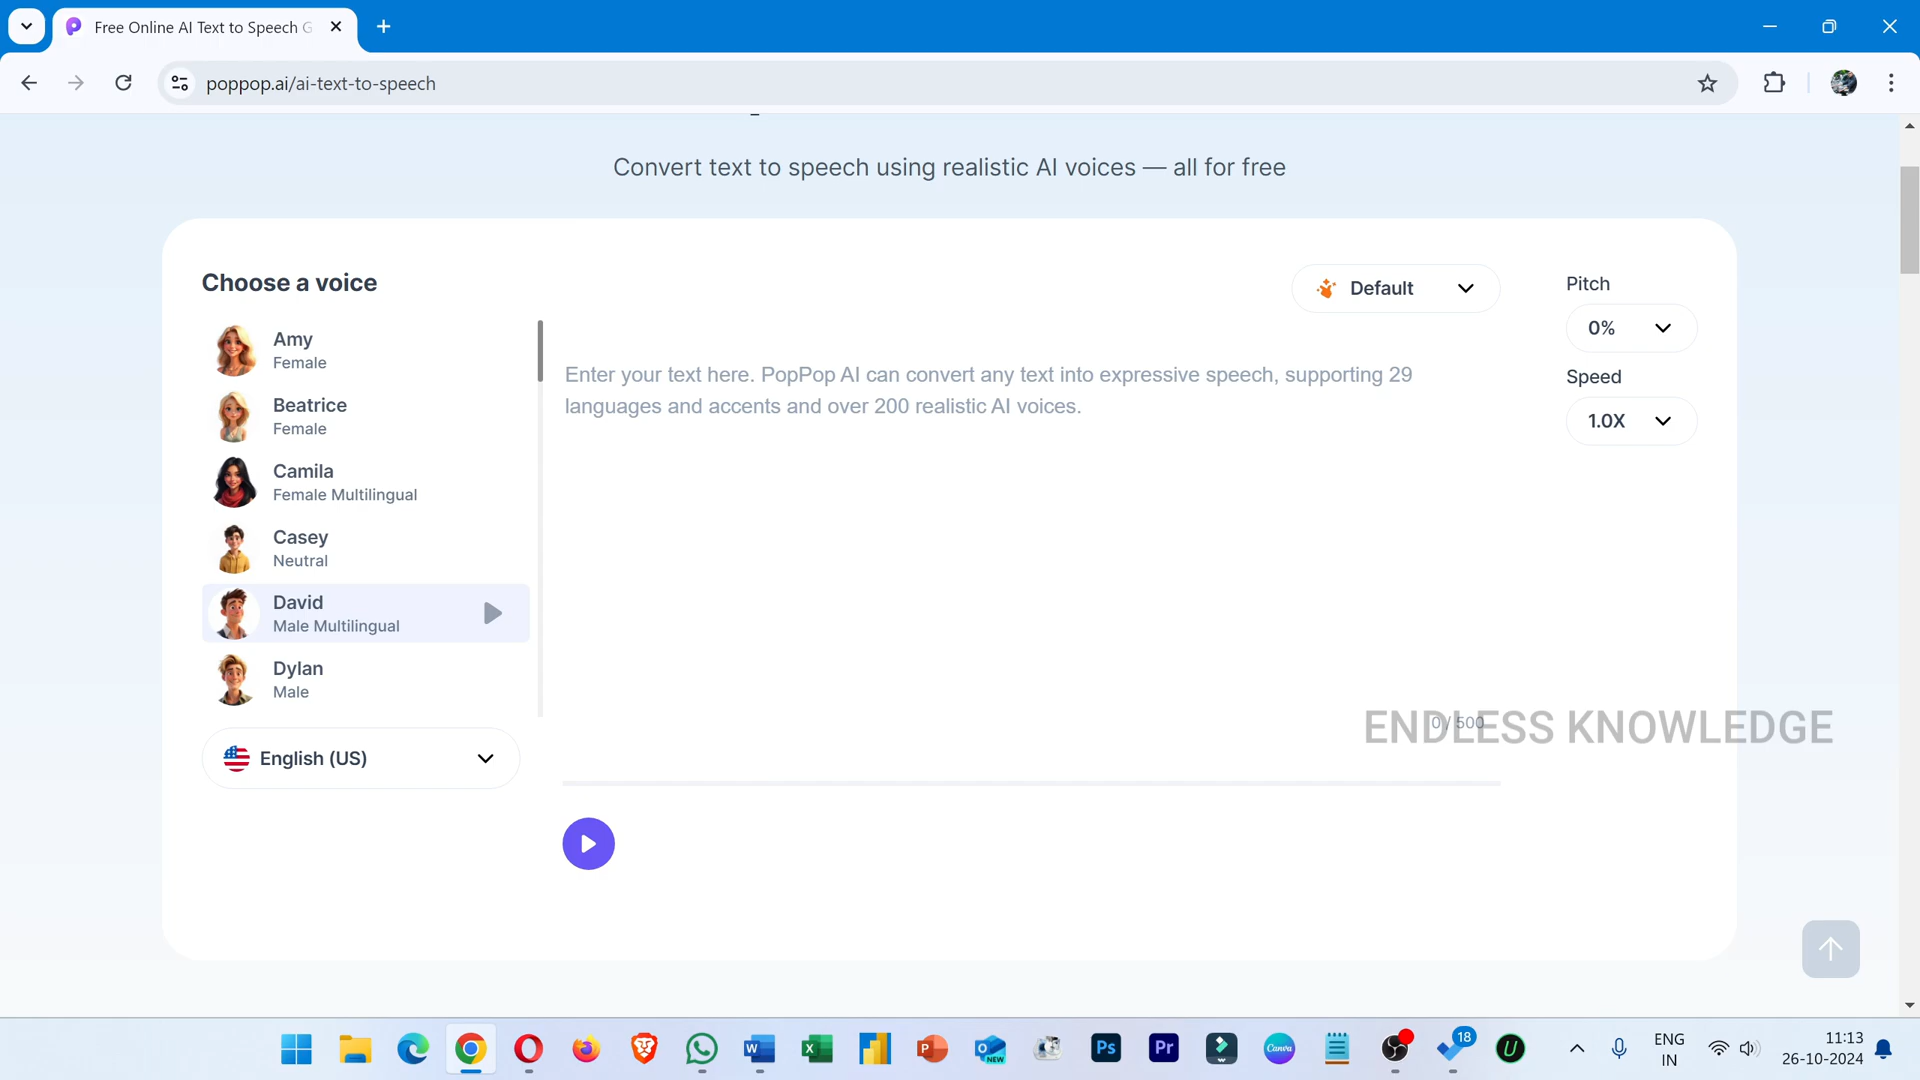 Free Online AI Text to Speech G
poppop.ai/ai-text-to-speech
Convert text to speech using realistic AI voices — all for free
Choose a voice
Default
Pitch
0%
Speed
1.0X
Amy
Female
Beatrice
Female
Camila
Female Multilingual
Casey
Neutral
David
Male Multilingual
Dylan
Male
English (US)
Enter your text here. PopPop AI can convert any text into expressive speech, supporting 29
languages and accents and over 200 realistic AI voices.
0 / 500
ENDLESS KNOWLEDGE
W
X
P
O
NEW
Ps
Pr
Canva
18
U
ENG
IN
11:13
26-10-2024